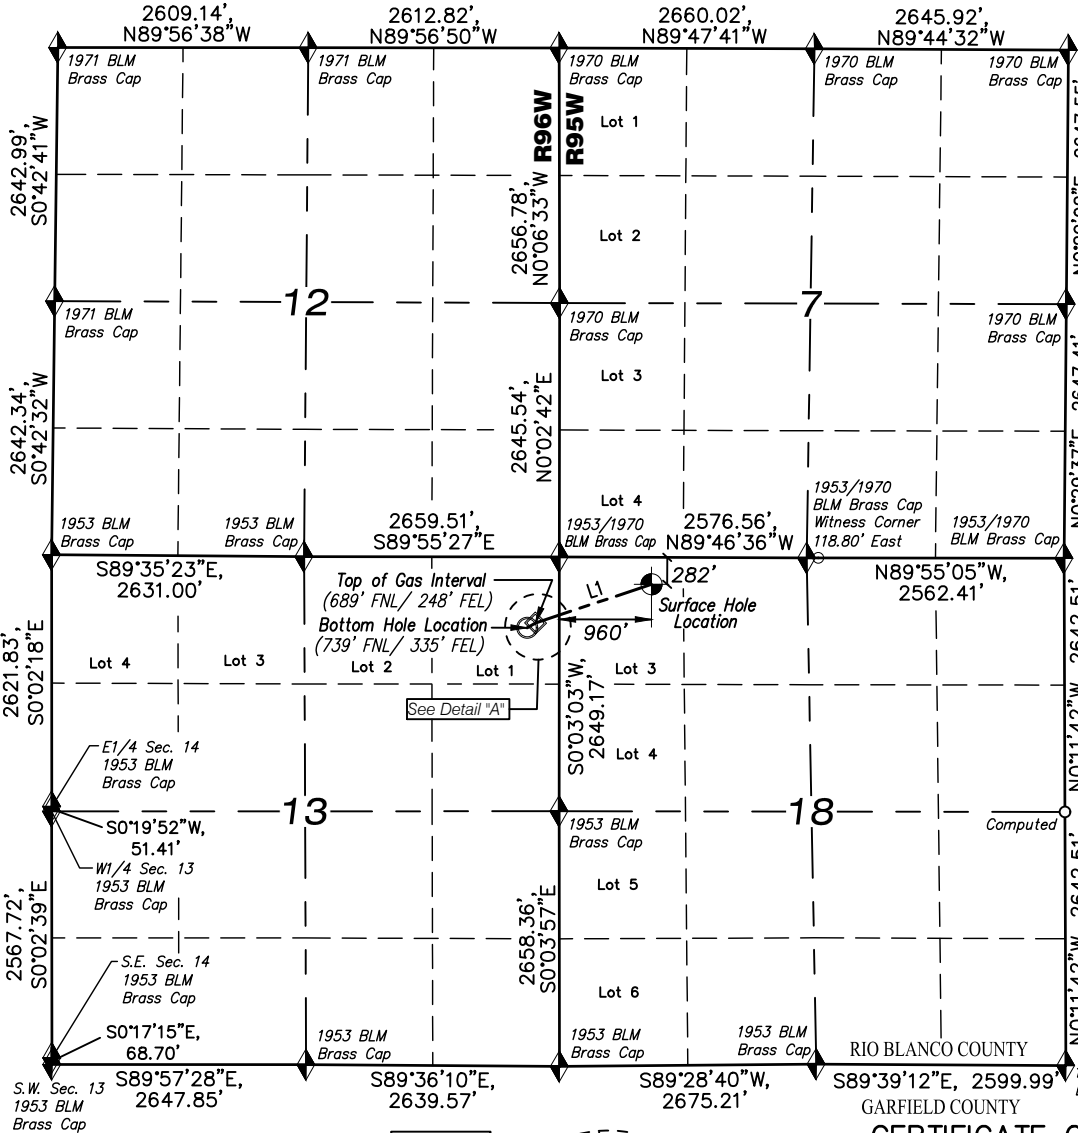 2609.14',
N89°56'38"W
2612.82',
N89°56'50"W
2660.02',
N89°47'41"W
2645.92',
N89°44'32"W
1971 BLM
Brass Cap
1971 BLM
Brass Cap
1970 BLM
Brass Cap
1970 BLM
Brass Cap
1970 BLM
Brass Cap
2642.99',
S0°42'41"W
R96W
R95W
Lot 1
2656.78',
N0°06'33"W
Lot 2
12
7
1971 BLM
Brass Cap
1970 BLM
Brass Cap
1970 BLM
Brass Cap
2642.34',
S0°42'32"W
2645.54',
N0°02'42"E
Lot 3
Lot 4
1953 BLM
Brass Cap
1953 BLM
Brass Cap
2659.51',
S89°55'27"E
1953/1970
BLM Brass Cap
2576.56',
N89°46'36"W
1953/1970
BLM Brass Cap
Witness Corner
118.80' East
1953/1970
BLM Brass Cap
S89°35'23"E,
2631.00'
Top of Gas Interval
(689' FNL/ 248' FEL)
Bottom Hole Location
(739' FNL/ 335' FEL)
L1
282'
Surface Hole
Location
960'
N89°55'05"W,
2562.41'
2621.83'
S0°02'18"E
Lot 4
Lot 3
Lot 2
Lot 1
See Detail "A"
S0°03'03"W,
2649.17'
Lot 3
Lot 4
2642.51'
N0°11'42"W
E1/4 Sec. 14
1953 BLM
Brass Cap
13
18
S0°19'52"W,
51.41'
W1/4 Sec. 13
1953 BLM
Brass Cap
1953 BLM
Brass Cap
Computed
2567.72',
S0°02'39"E
2658.36',
S0°03'57"E
Lot 5
Lot 6
2642.51'
N0°11'42"W
S.E. Sec. 14
1953 BLM
Brass Cap
S0°17'15"E,
68.70'
1953 BLM
Brass Cap
1953 BLM
Brass Cap
1953 BLM
Brass Cap
RIO BLANCO COUNTY
S.W. Sec. 13
1953 BLM
Brass Cap
S89°57'28"E,
2647.85'
S89°36'10"E,
2639.57'
S89°28'40"W,
2675.21'
S89°39'12"E, 2599.99'
GARFIELD COUNTY